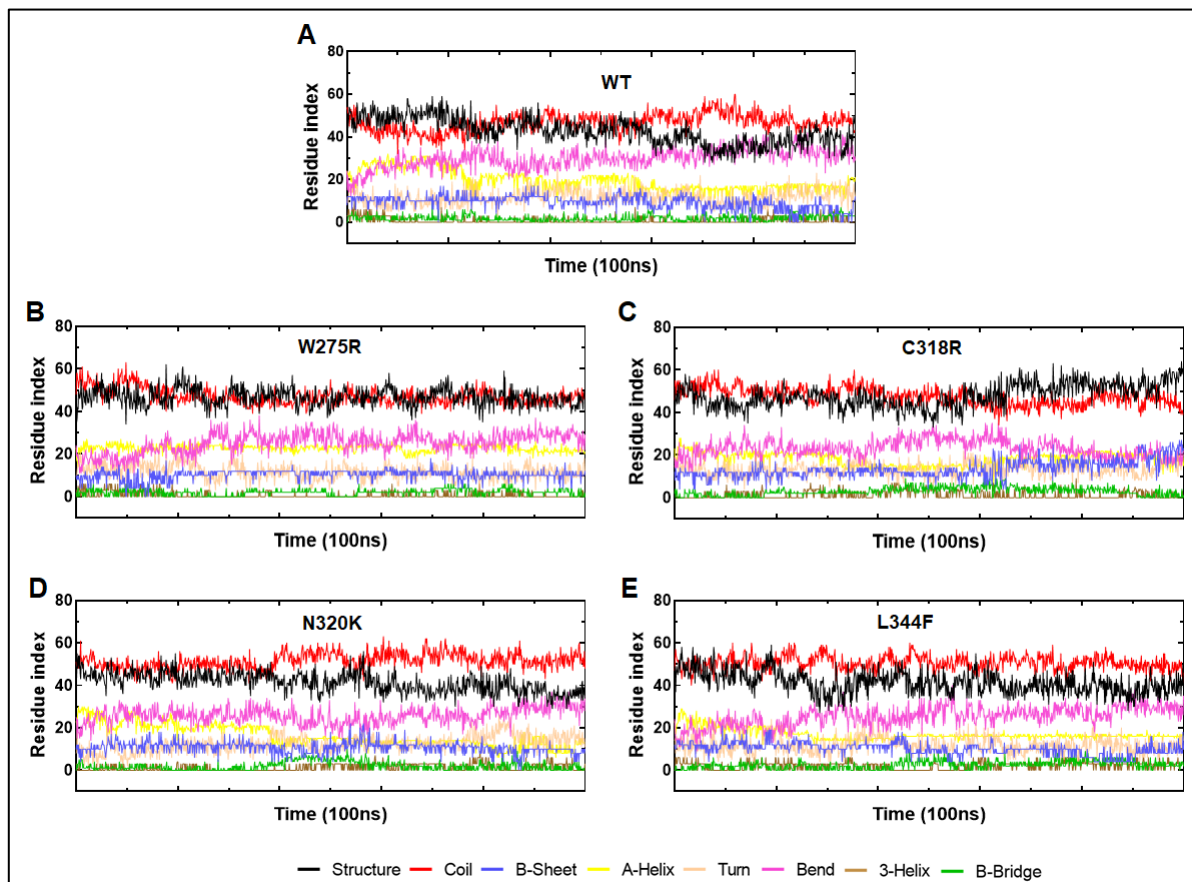 A
WT
Residue index
80
60
40
20
0
Time (100ns)
B
W275R
Residue index
80
60
40
20
0
Time (100ns)
C
C318R
Residue index
80
60
40
20
0
Time (100ns)
D
N320K
Residue index
80
60
40
20
0
Time (100ns)
E
L344F
Residue index
80
60
40
20
0
Time (100ns)
Structure Coil B-Sheet A-Helix Turn Bend 3-Helix B-Bridge